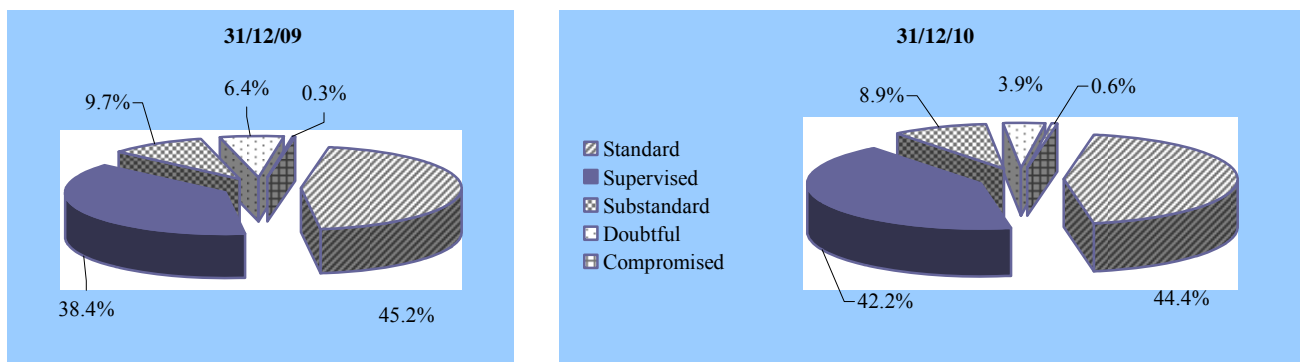 31/12/09
9.7%
6.4%
0.3%
38.4%
45.2%
31/12/10
8.9%
3.9%
0.6%
Standard
Supervised
Substandard
Doubtful
Compromised
42.2%
44.4%